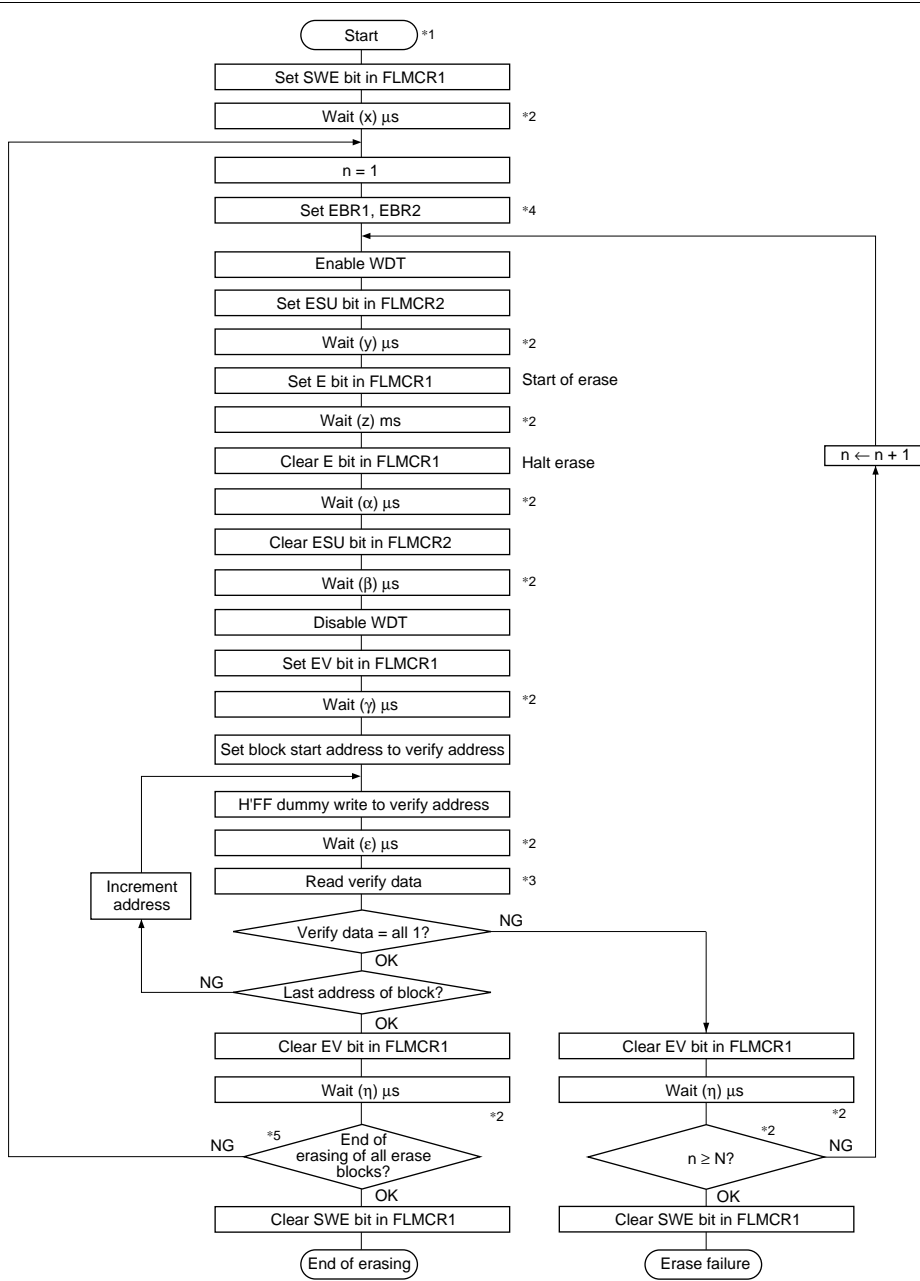 Start *1
Set SWE bit in FLMCR1
Wait (x) μs *2
n = 1
Set EBR1, EBR2 *4
Enable WDT
Set ESU bit in FLMCR2
Wait (y) μs *2
Set E bit in FLMCR1 Start of erase
Wait (z) ms *2
Clear E bit in FLMCR1 Halt erase
n ← n + 1
Wait (α) μs *2
Clear ESU bit in FLMCR2
Wait (β) μs *2
Disable WDT
Set EV bit in FLMCR1
Wait (γ) μs *2
Set block start address to verify address
H'FF dummy write to verify address
Wait (ε) μs *2
Read verify data *3
Increment
address
Verify data = all 1?
NG
OK
NG
Last address of block?
OK
Clear EV bit in FLMCR1
Clear EV bit in FLMCR1
Wait (η) μs
*2
Wait (η) μs
*2
NG
*5
End of
erasing of all erase
blocks?
*2
n ≥ N?
NG
OK
OK
Clear SWE bit in FLMCR1
Clear SWE bit in FLMCR1
End of erasing
Erase failure